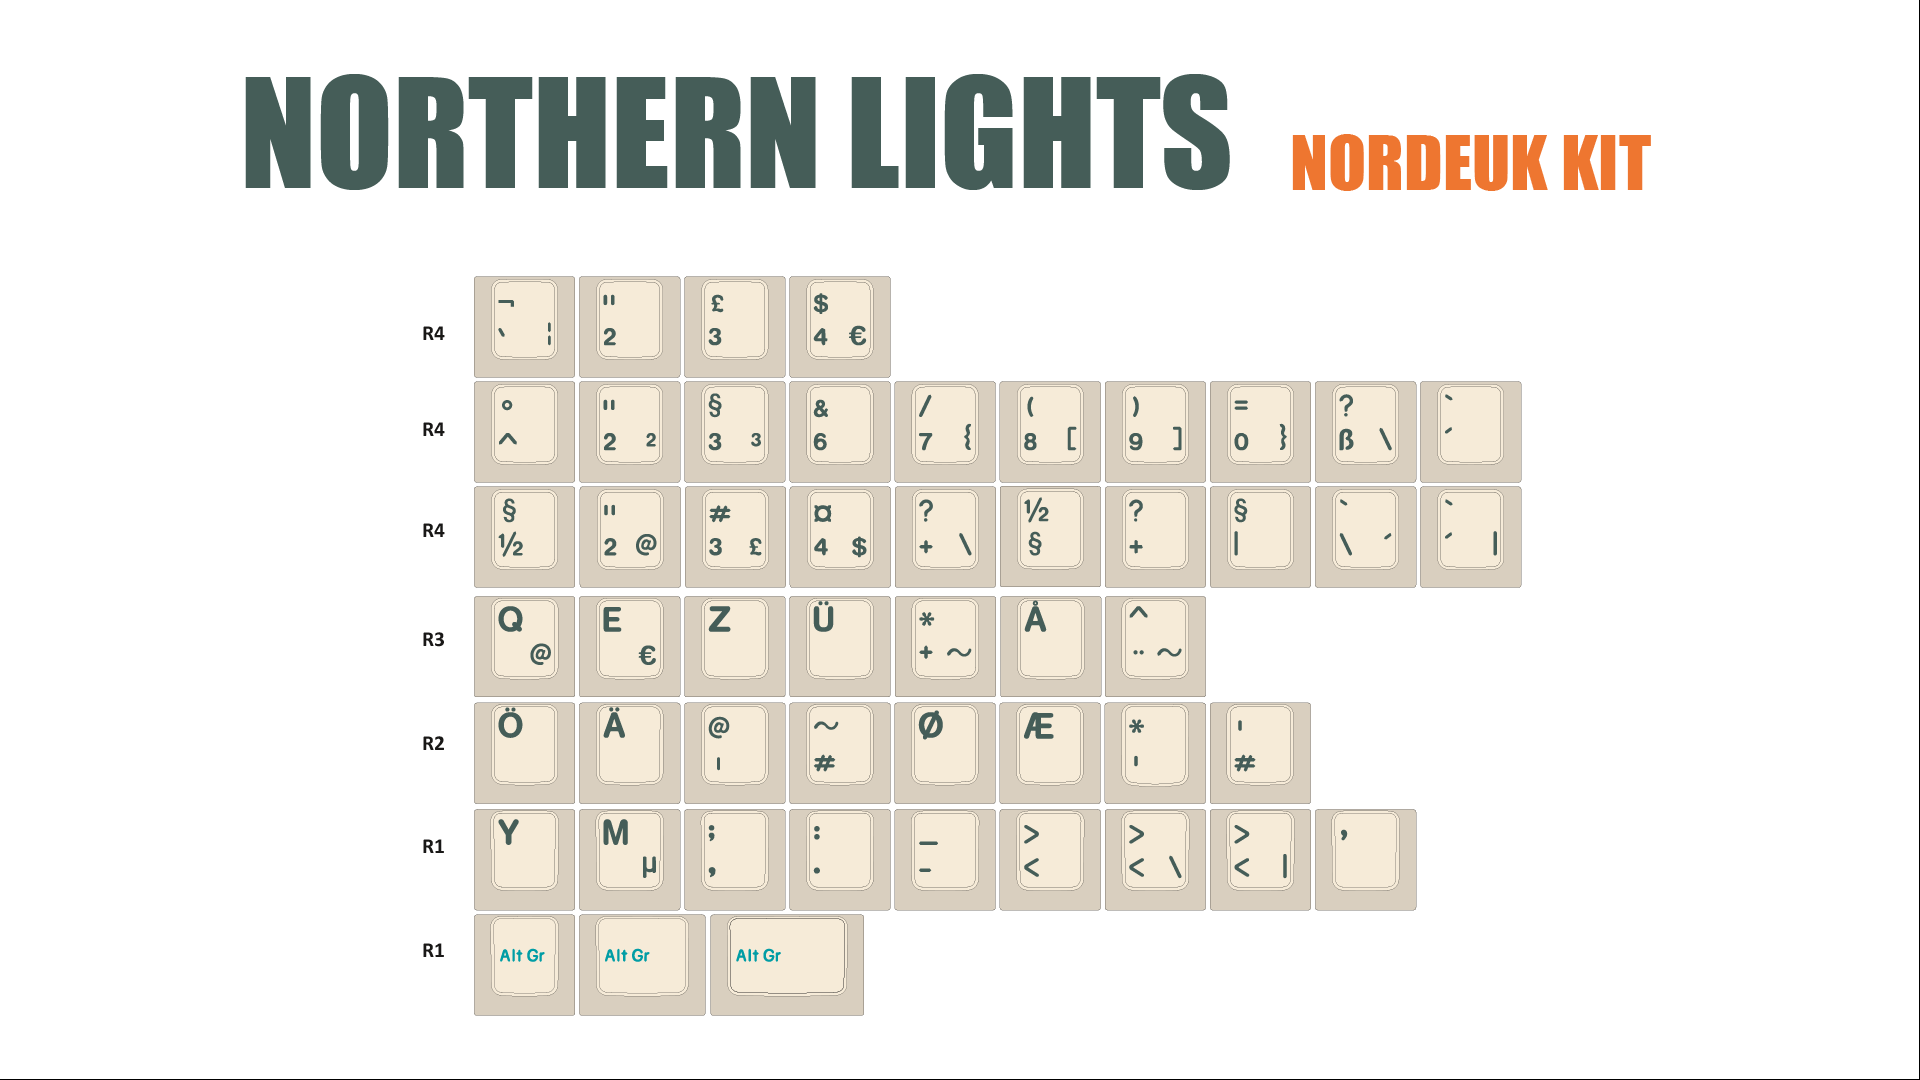 NORTHERN LIGHTS NORDEUK KIT
R4
¬ " £ $
` ¦ 2 3 4 €
R4
° " § & / ( ) = ? `
^ 2 ² 3 ³ 6 7 { 8 [ 9 ] 0 } ß \ ´
R4
§ " # ¤ ? ½ ? § ` `
½ 2 @ 3 £ 4 $ + \ § + | \ ´ ´ |
R3
Q E Z Ü * Å ^
@ € + ~ ¨ ~
R2
Ö Ä @ ~ Ø Æ * '
' # ' #
R1
Y M ; : _ > > > ,
µ , . - < < \ < |
R1
Alt Gr Alt Gr Alt Gr